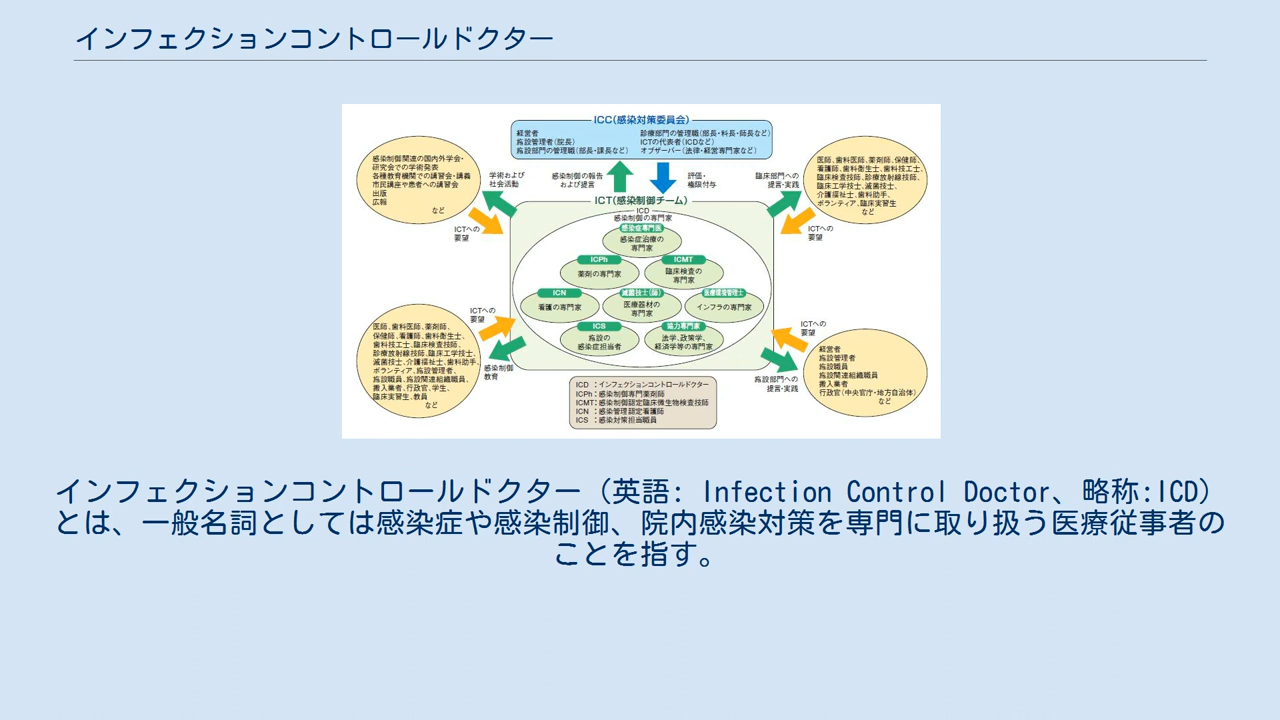 インフェクションコントロールドクター
ICC(感染対策委員会)
経営者
施設管理者(院長)
施設部門の管理職(部長・課長など)
診療部門の管理職(部長・科長・師長など)
ICTの代表者(ICDなど)
オブザーバー(法律・経営専門家など)
感染制御関連の国内外学会・
研究会での学術発表
各種教育機関での講習会・講義
市民講座や患者への講習会
出版
広報
など
学術および
社会活動
ICTへの
要望
感染制御の報告
および提言
評価・
権限付与
臨床部門への
提言・実践
ICTへの
要望
医師、歯科医師、薬剤師、保健師、
看護師、歯科衛生士、歯科技工士、
臨床検査技師、診療放射線技師、
臨床工学技士、滅菌技士、
介護福祉士、歯科助手、
ボランティア、臨床実習生
など
ICT(感染制御チーム)
ICD
感染制御の専門家
感染症専門医
感染症治療の
専門家
ICPh
薬剤の専門家
ICMT
臨床検査の
専門家
ICN
看護の専門家
滅菌技士(師)
医療器材の
専門家
医療環境管理士
インフラの専門家
ICS
施設の
感染症担当者
協力専門家
法学、政策学、
経済学等の専門家
ICTへの
要望
医師、歯科医師、薬剤師、
保健師、看護師、歯科衛生士、
歯科技工士、臨床検査技師、
診療放射線技師、臨床工学技士、
滅菌技士、介護福祉士、歯科助手、
ボランティア、施設管理者、
施設職員、施設関連組織職員、
搬入業者、行政官、学生、
臨床実習生、教員
など
感染制御
教育
ICTへの
要望
施設部門への
提言・実践
経営者
施設管理者
施設職員
施設関連組織職員
搬入業者
行政官(中央官庁・地方自治体)
など
ICD :インフェクションコントロールドクター
ICPh:感染制御専門薬剤師
ICMT:感染制御認定臨床微生物検査技師
ICN :感染管理認定看護師
ICS :感染対策担当職員
インフェクションコントロールドクター(英語: Infection Control Doctor、略称:ICD)
とは、一般名詞としては感染症や感染制御、院内感染対策を専門に取り扱う医療従事者の
ことを指す。